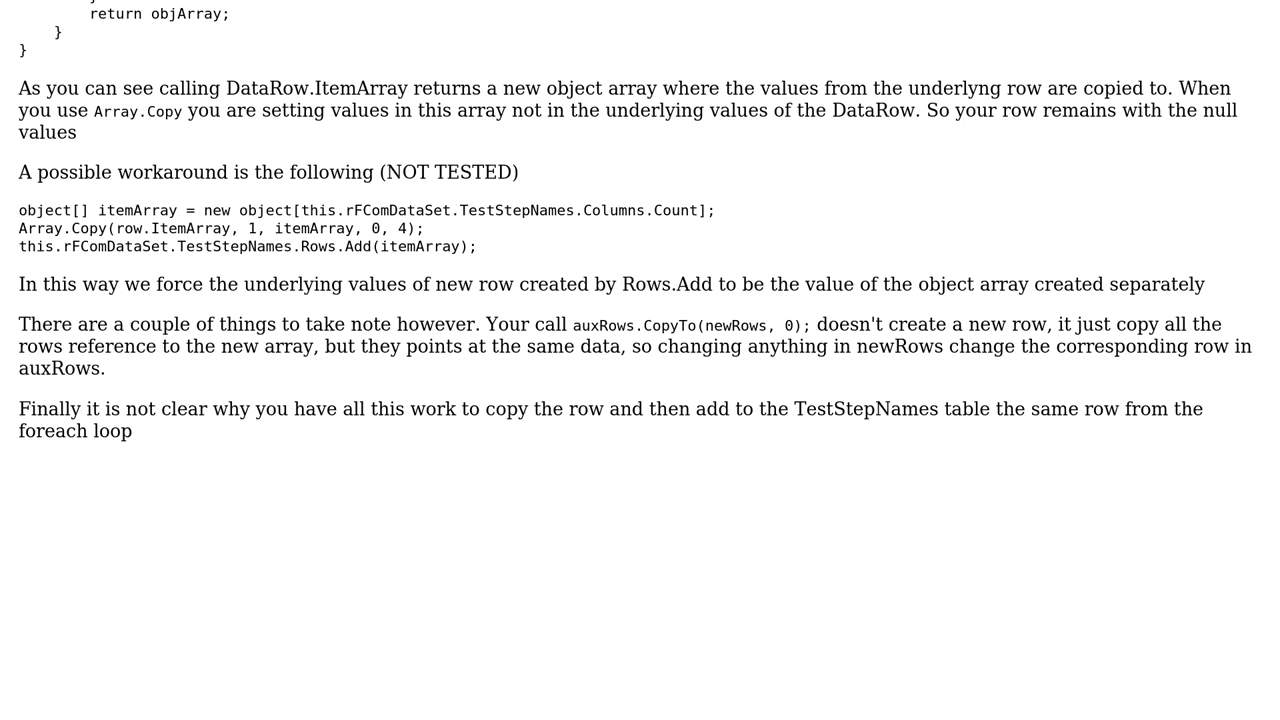 return objArray;
}
}
As you can see calling DataRow.ItemArray returns a new object array where the values from the underlyng row are copied to. When
you use Array.Copy you are setting values in this array not in the underlying values of the DataRow. So your row remains with the null
values
A possible workaround is the following (NOT TESTED)
object[] itemArray = new object[this.rFComDataSet.TestStepNames.Columns.Count];
Array.Copy(row.ItemArray, 1, itemArray, 0, 4);
this.rFComDataSet.TestStepNames.Rows.Add(itemArray);
In this way we force the underlying values of new row created by Rows.Add to be the value of the object array created separately
There are a couple of things to take note however. Your call auxRows.CopyTo(newRows, 0); doesn't create a new row, it just copy all the
rows reference to the new array, but they points at the same data, so changing anything in newRows change the corresponding row in
auxRows.
Finally it is not clear why you have all this work to copy the row and then add to the TestStepNames table the same row from the
foreach loop